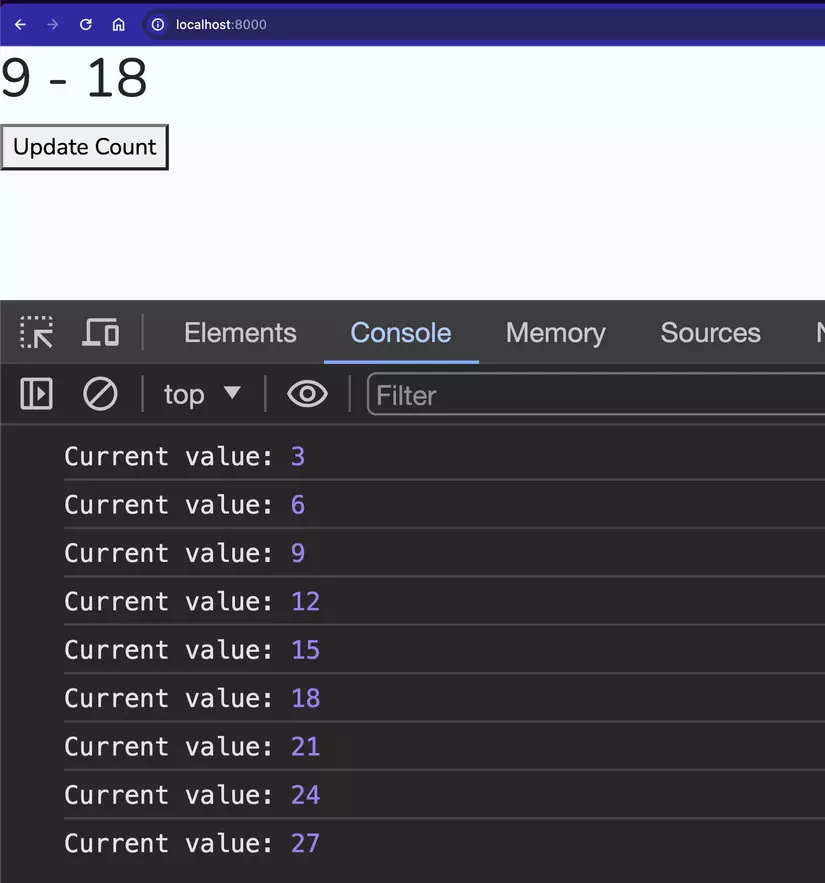 localhost:8000
9 - 18
Update Count
Elements Console Memory Sources
top Filter
Current value: 3
Current value: 6
Current value: 9
Current value: 12
Current value: 15
Current value: 18
Current value: 21
Current value: 24
Current value: 27